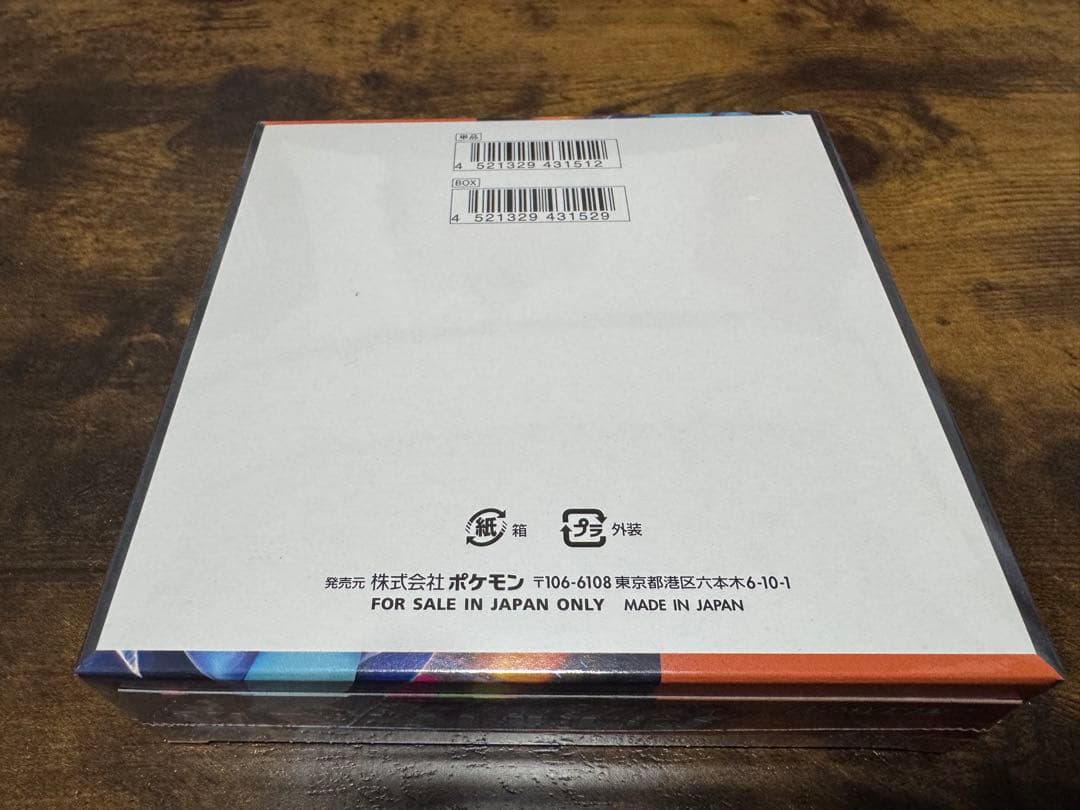 単品
4 521329 431512
BOX
4 521329 431529
紙 箱 プラ 外装
発売元 株式会社 ポケモン 〒106-6108 東京都港区六本木6-10-1
FOR SALE IN JAPAN ONLY MADE IN JAPAN